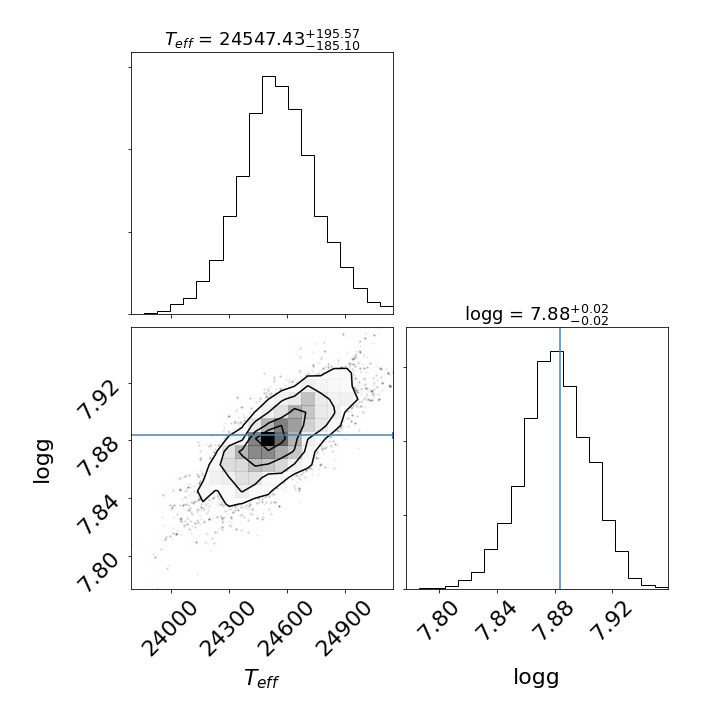 T_eff = 24547.43^{+195.57}_{-185.10}
logg = 7.88^{+0.02}_{-0.02}
7.92
7.88
7.84
7.80
logg
24000 24300 24600 24900
T_eff
7.80 7.84 7.88 7.92
logg